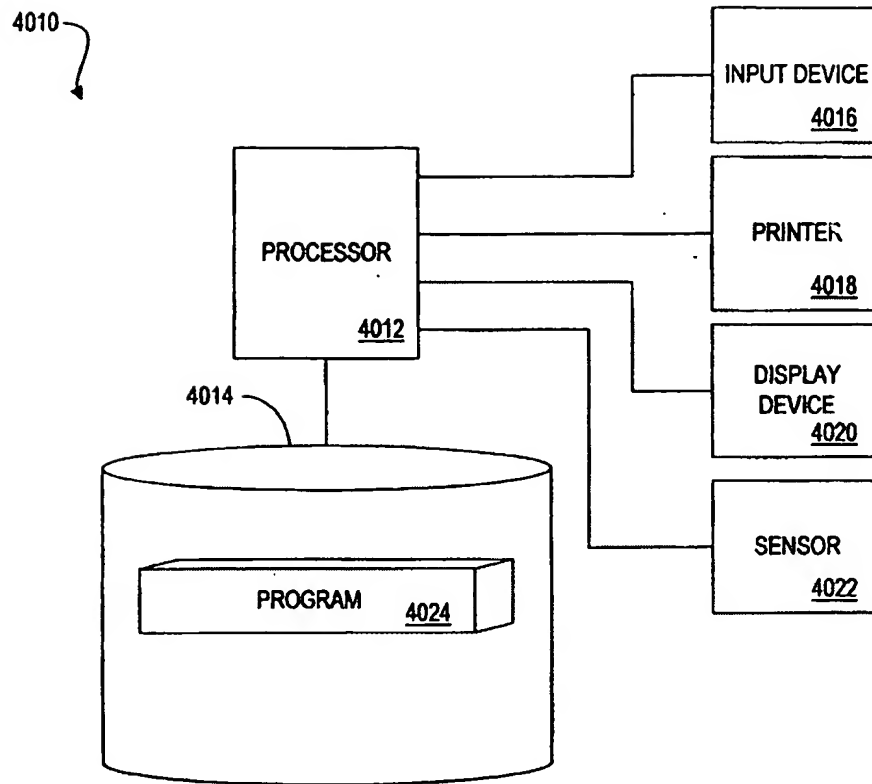 4010
INPUT DEVICE
4016
PROCESSOR
4012
PRINTER
4018
4014
DISPLAY
DEVICE
4020
PROGRAM
4024
SENSOR
4022